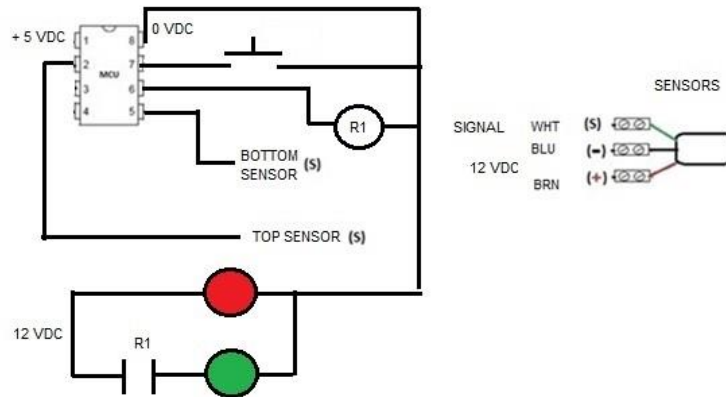 + 5 VDC
0 VDC
1 8
2 7
MCU
3 6
4 5
R1
BOTTOM
SENSOR (S)
TOP SENSOR (S)
12 VDC
R1
SENSORS
SIGNAL WHT (S)
BLU (-)
12 VDC
BRN (+)